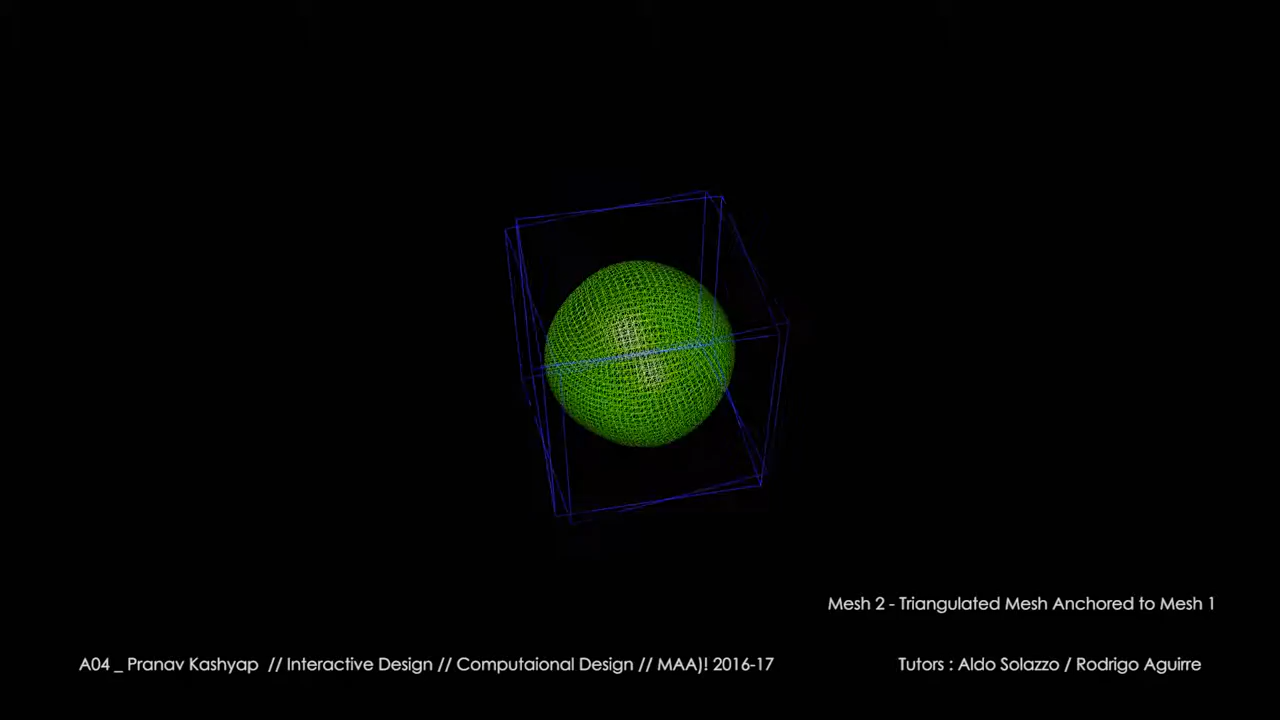 Mesh 2 - Triangulated Mesh Anchored to Mesh 1
A04 _ Pranav Kashyap // Interactive Design // Computaional Design // MAA)! 2016-17
Tutors : Aldo Solazzo / Rodrigo Aguirre